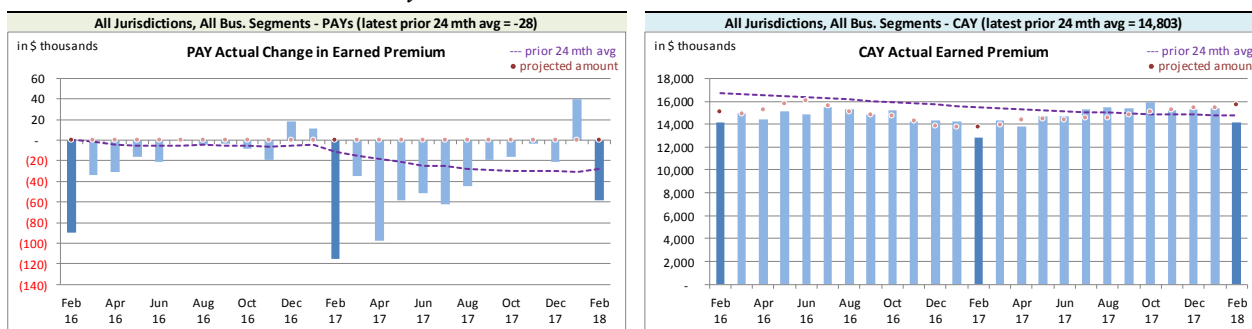 All Jurisdictions, All Bus. Segments - PAYs (latest prior 24 mth avg = -28)
in $ thousands
PAY Actual Change in Earned Premium
--- prior 24 mth avg
• projected amount
60
40
20
-
(20)
(40)
(60)
(80)
(100)
(120)
(140)
Feb Apr Jun Aug Oct Dec Feb Apr Jun Aug Oct Dec Feb
16 16 16 16 16 16 17 17 17 17 17 17 18
All Jurisdictions, All Bus. Segments - CAY (latest prior 24 mth avg = 14,803)
in $ thousands
CAY Actual Earned Premium
--- prior 24 mth avg
• projected amount
18,000
16,000
14,000
12,000
10,000
8,000
6,000
4,000
2,000
-
Feb Apr Jun Aug Oct Dec Feb Apr Jun Aug Oct Dec Feb
16 16 16 16 16 16 17 17 17 17 17 17 18